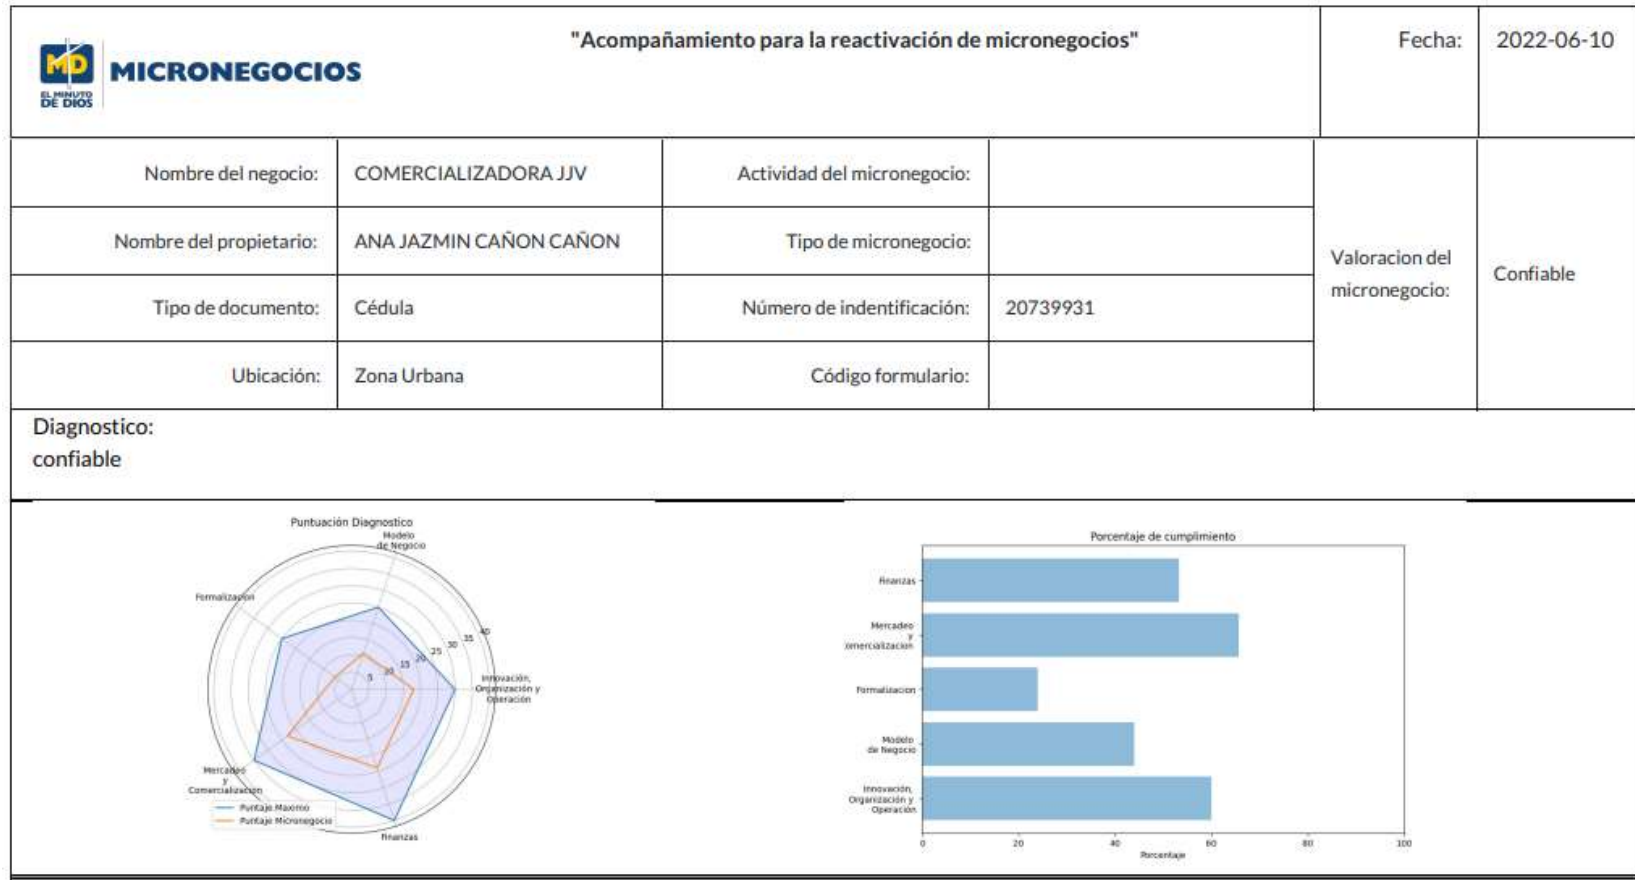 "Acompañamiento para la reactivación de micronegocios"
Fecha:
2022-06-10
MD
EL MINUTO
DE DIOS
MICRONEGOCIOS
Nombre del negocio:
COMERCIALIZADORA JJV
Actividad del micronegocio:
Nombre del propietario:
ANA JAZMIN CAÑON CAÑON
Tipo de micronegocio:
Valoracion del
micronegocio:
Confiable
Tipo de documento:
Cédula
Número de indentificación:
20739931
Ubicación:
Zona Urbana
Código formulario:
Diagnostico:
confiable
Puntuación Diagnostico
Modelo
de Negocio
Formalizacion
5
10
15
20
25
30
35
40
Innovación,
Organización y
Operación
Mercadeo
y
Comercialización
Finanzas
Puntaje Maximo
Puntaje Micronegocio
Porcentaje de cumplimiento
Finanzas
Mercadeo
y
omercializacion
Formalizacion
Modelo
de Negocio
Innovación,
Organización y
Operación
0
20
40
60
80
100
Porcentaje